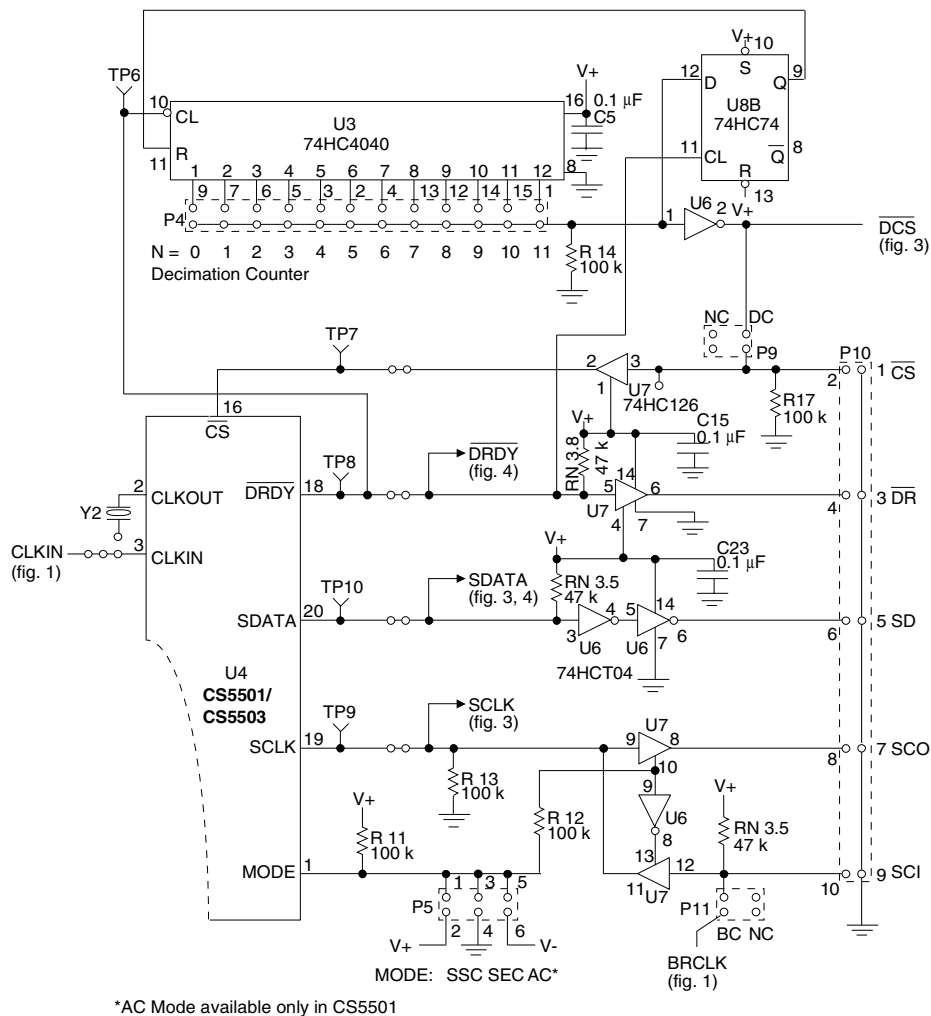 V+
10
S
12
D
Q
9
U8B
74HC74
11
CL
Q
8
R
13
V+
TP6
10
CL
U3
74HC4040
R
11
16
V+
0.1 µF
C5
8
1 2 3 4 5 6 7 8 9 10 11 12
9 7 6 5 3 2 4 13 12 14 15 1
P4
N = 0 1 2 3 4 5 6 7 8 9 10 11
Decimation Counter
R 14
100 k
1
U6
2
DCS
(fig. 3)
NC
DC
P9
TP7
2
3
1
U7
74HC126
P10
1 CS
2
R17
100 k
16
CS
V+
C15
0.1 µF
RN 3.8
47 k
2
CLKOUT
DRDY
18
TP8
DRDY
(fig. 4)
5
14
6
U7
4
7
3 DR
4
Y2
3
CLKIN
CLKIN
(fig. 1)
V+
C23
0.1 µF
SDATA
20
TP10
SDATA
(fig. 3, 4)
RN 3.5
47 k
3
4
U6
5
14
6
U6
7
74HCT04
5 SD
6
U4
CS5501/
CS5503
SCLK
19
TP9
SCLK
(fig. 3)
R 13
100 k
U7
9
8
10
7 SCO
8
9
U6
8
R 12
100 k
V+
R 11
100 k
MODE
1
13
12
11
U7
V+
RN 3.5
47 k
9 SCI
10
P5
1 3 5
2 4 6
V+
V-
MODE: SSC SEC AC*
P11
BC NC
BRCLK
(fig. 1)
*AC Mode available only in CS5501